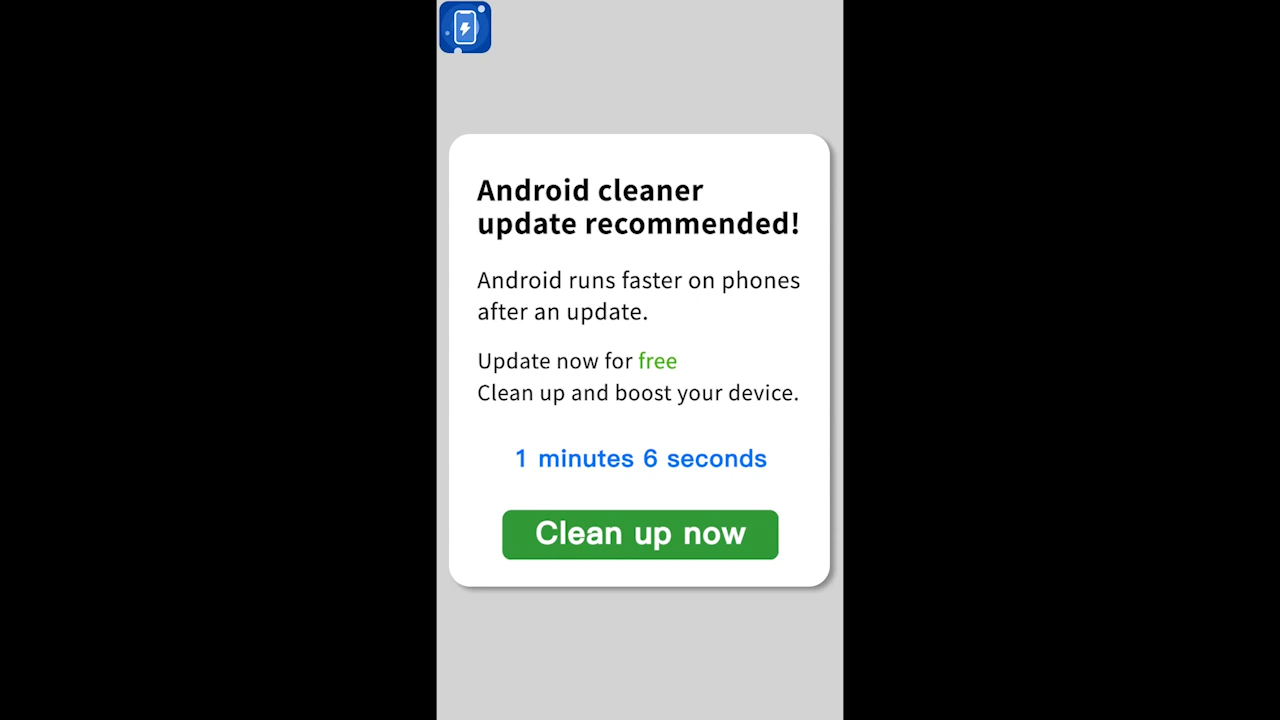 Android cleaner
update recommended!
Android runs faster on phones
after an update.
Update now for free
Clean up and boost your device.
1 minutes 6 seconds
Clean up now